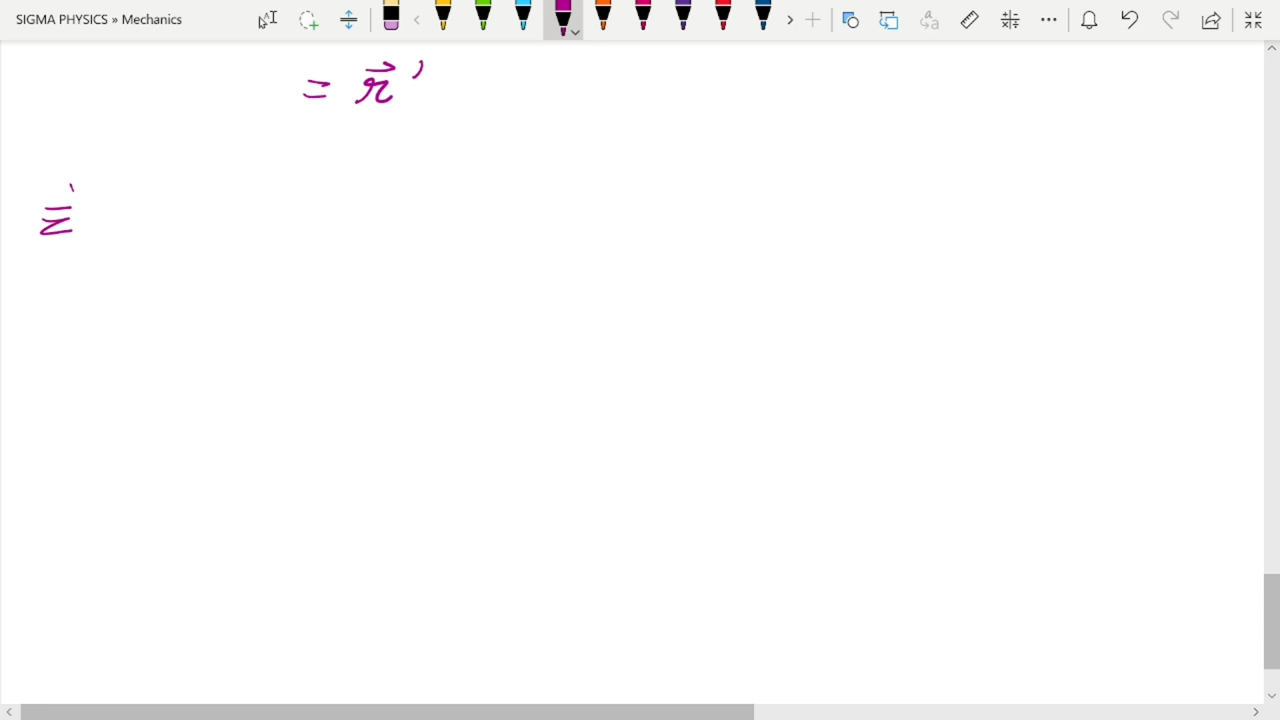 SIGMA PHYSICS » Mechanics
= r⃗ ′